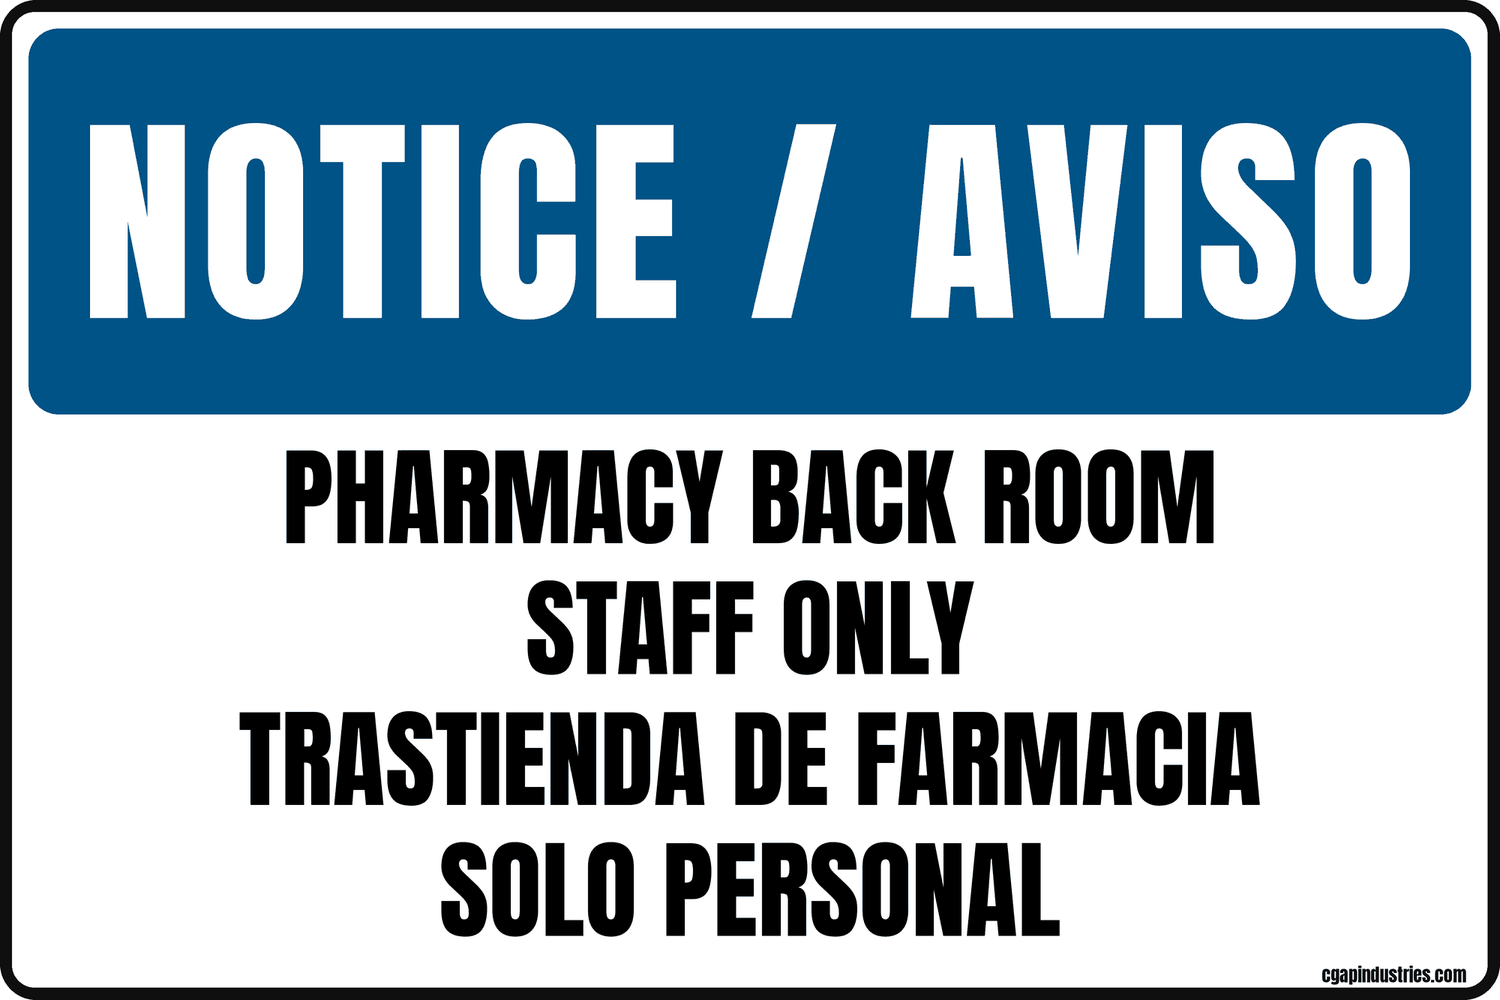 NOTICE / AVISO
PHARMACY BACK ROOM
STAFF ONLY
TRASTIENDA DE FARMACIA
SOLO PERSONAL
cgapindustries.com